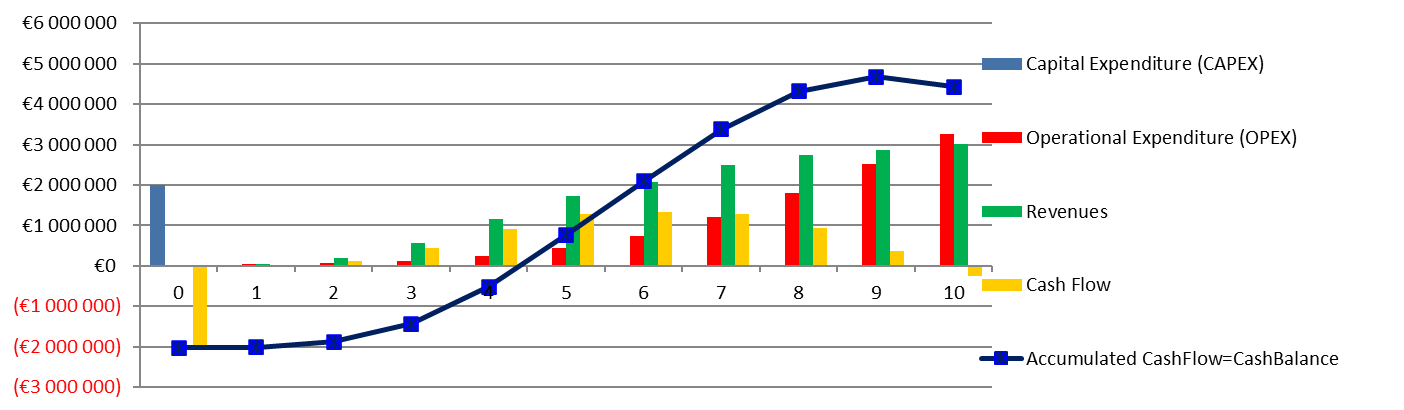 €6 000 000
€5 000 000
€4 000 000
€3 000 000
€2 000 000
€1 000 000
€0
(€1 000 000)
(€2 000 000)
(€3 000 000)
0 1 2 3 4 5 6 7 8 9 10
Capital Expenditure (CAPEX)
Operational Expenditure (OPEX)
Revenues
Cash Flow
Accumulated CashFlow=CashBalance